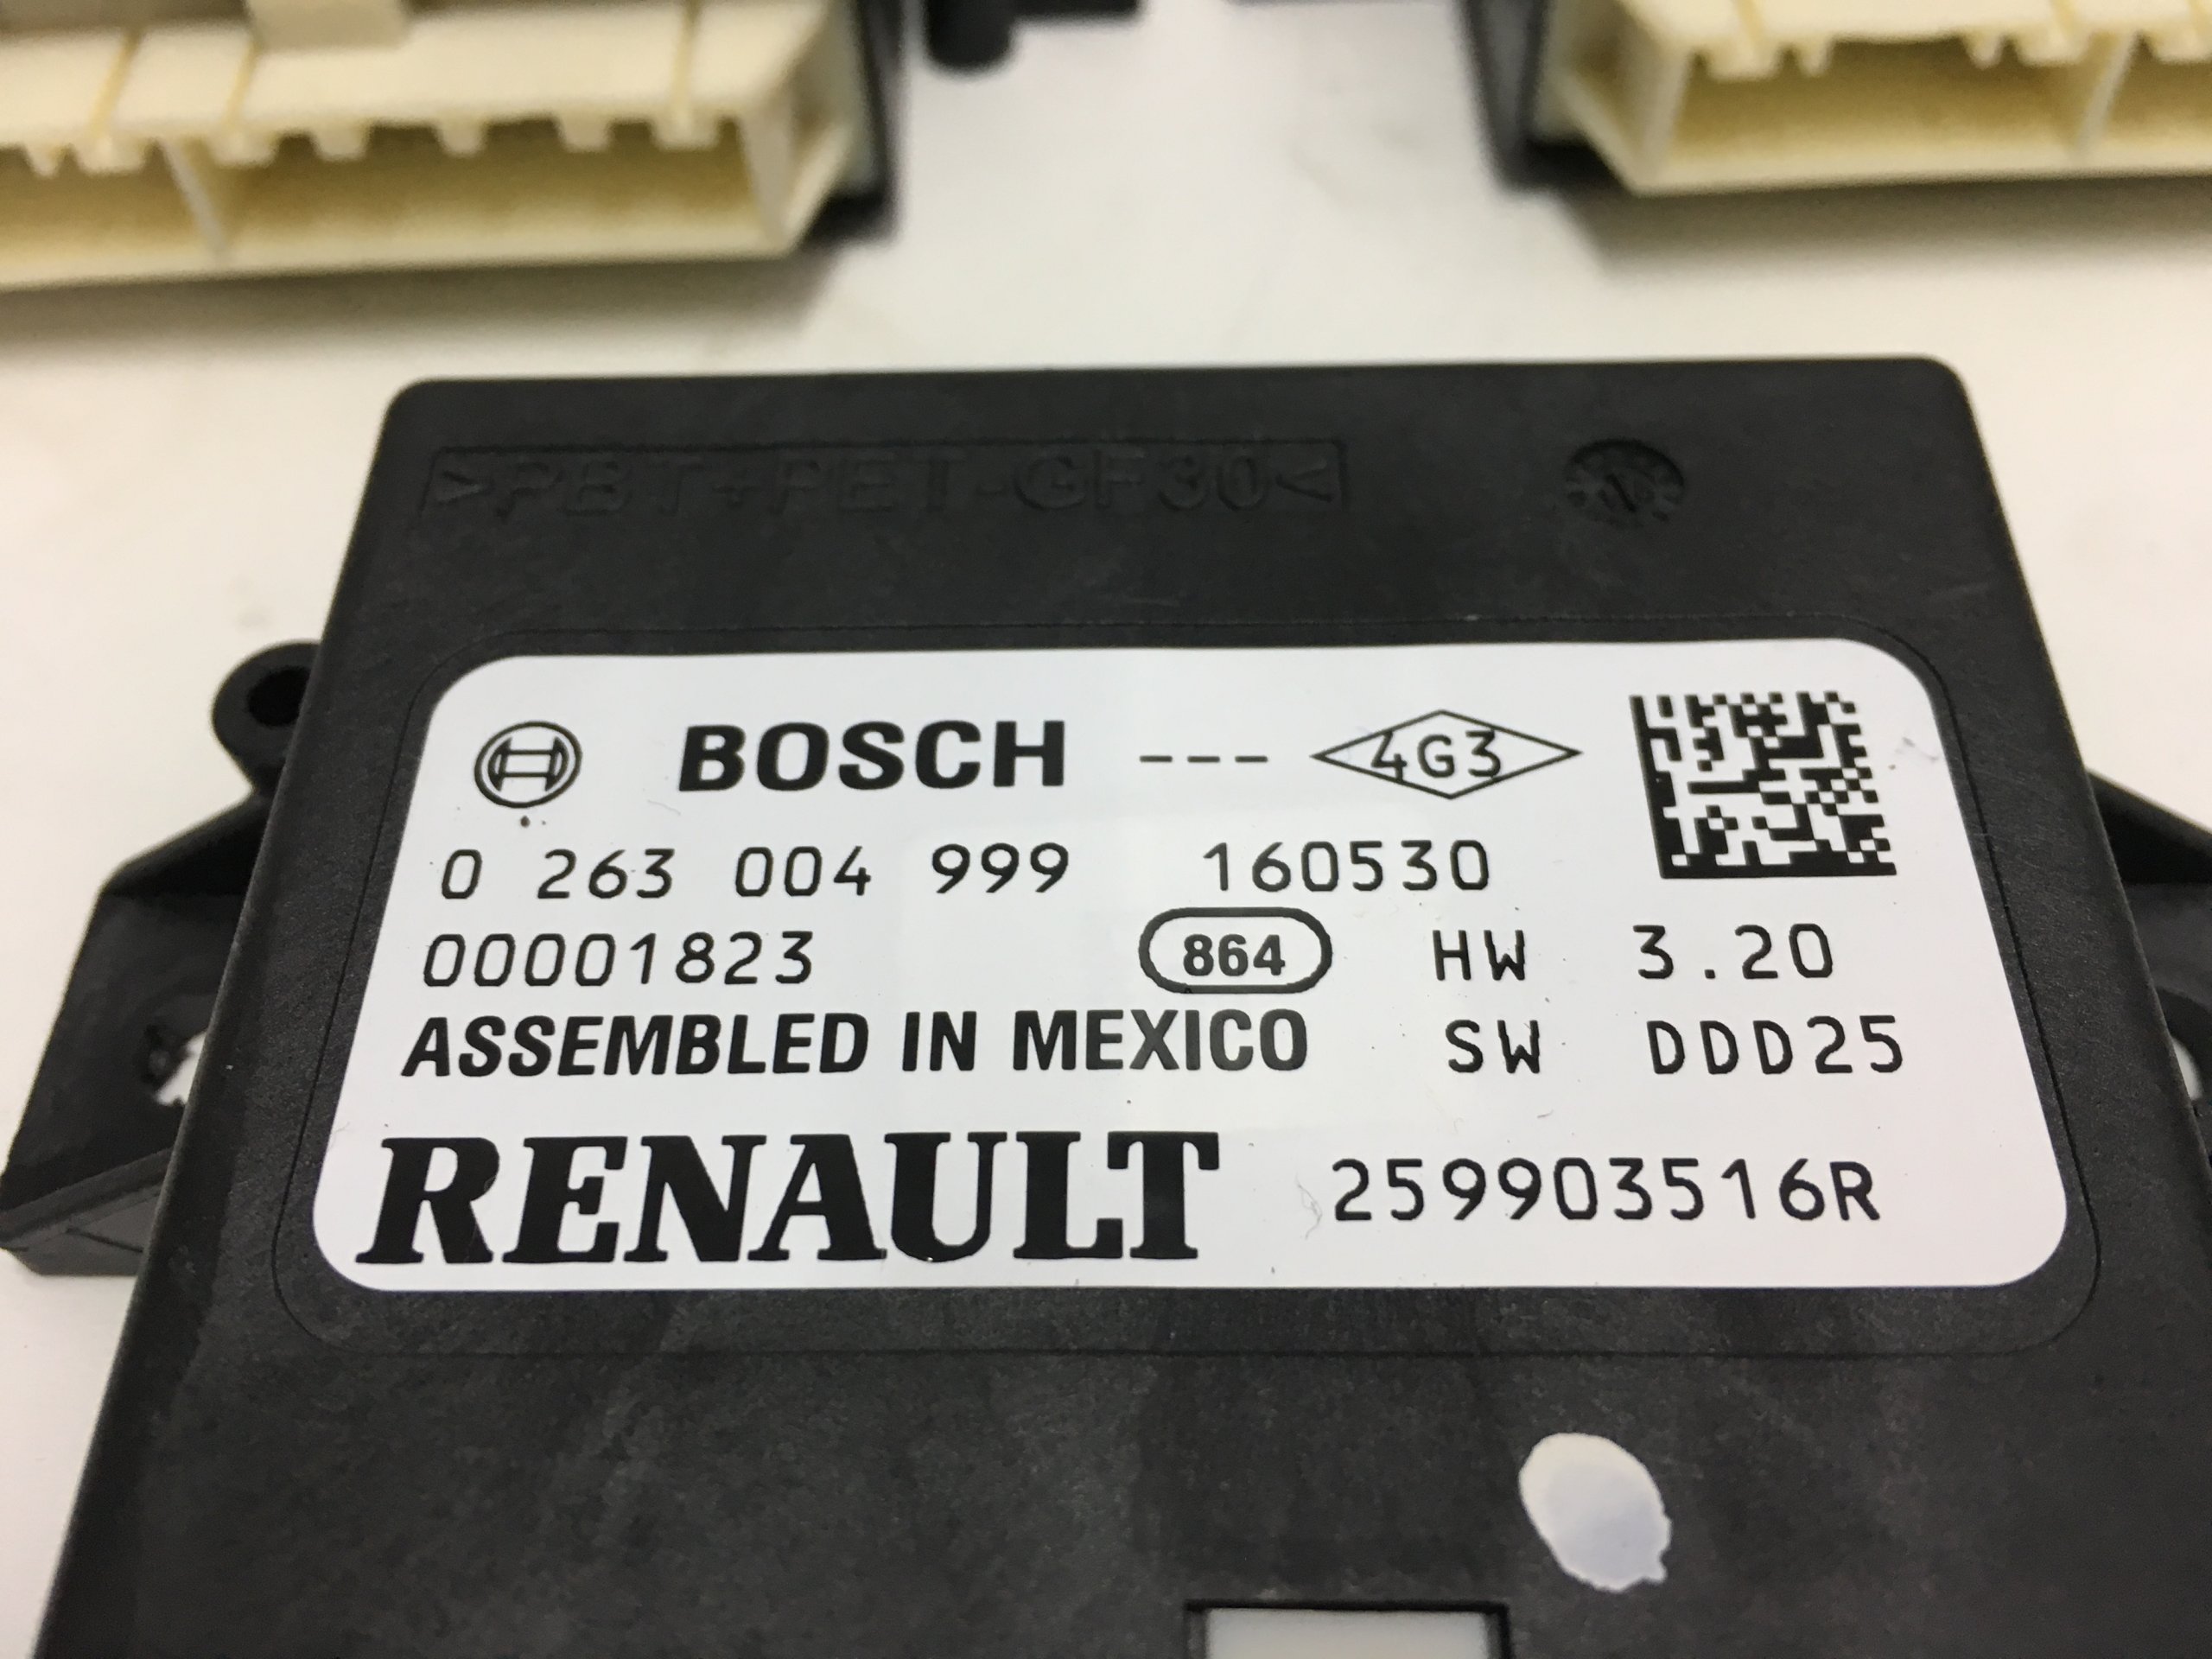 >PBT+PET-GF30<
BOSCH --- 4G3
0 263 004 999 160530
00001823 864 HW 3.20
ASSEMBLED IN MEXICO SW DDD25
RENAULT 259903516R